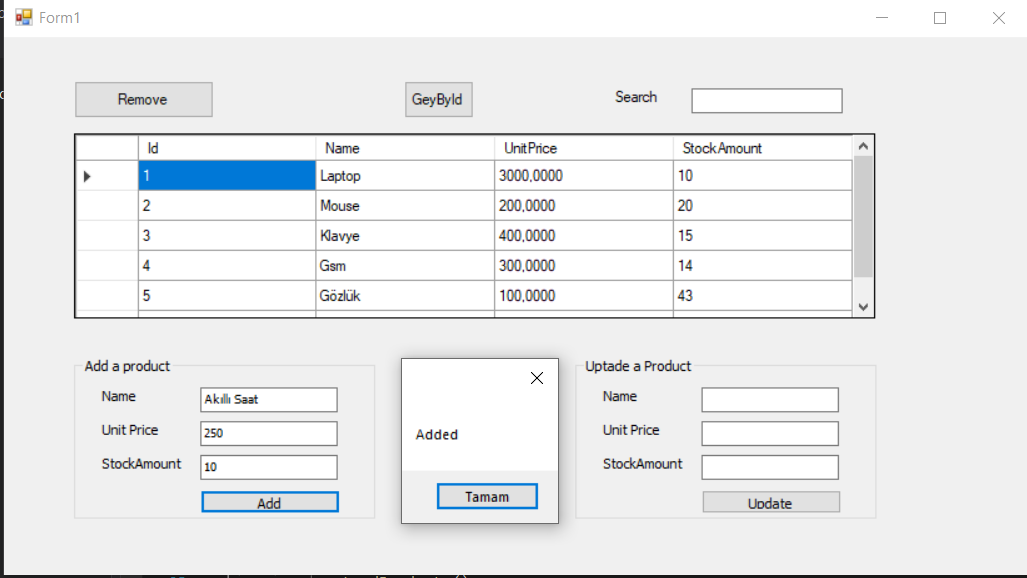 Form1
Remove
GeyById
Search
Id Name UnitPrice StockAmount
1 Laptop 3000,0000 10
2 Mouse 200,0000 20
3 Klavye 400,0000 15
4 Gsm 300,0000 14
5 Gözlük 100,0000 43
Add a product
Name Akıllı Saat
Unit Price 250
StockAmount 10
Add
Added
Tamam
Uptade a Product
Name
Unit Price
StockAmount
Update